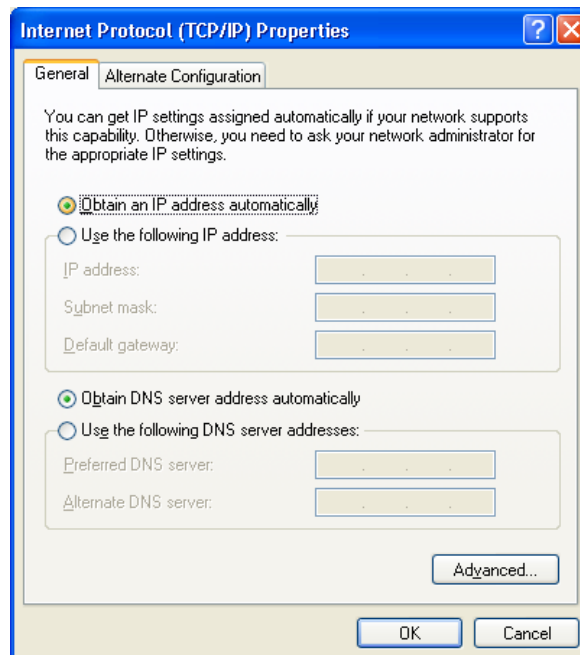 Internet Protocol (TCP/IP) Properties
General
Alternate Configuration
You can get IP settings assigned automatically if your network supports
this capability. Otherwise, you need to ask your network administrator for
the appropriate IP settings.
Obtain an IP address automatically
Use the following IP address:
IP address:
Subnet mask:
Default gateway:
Obtain DNS server address automatically
Use the following DNS server addresses:
Preferred DNS server:
Alternate DNS server:
Advanced...
OK
Cancel